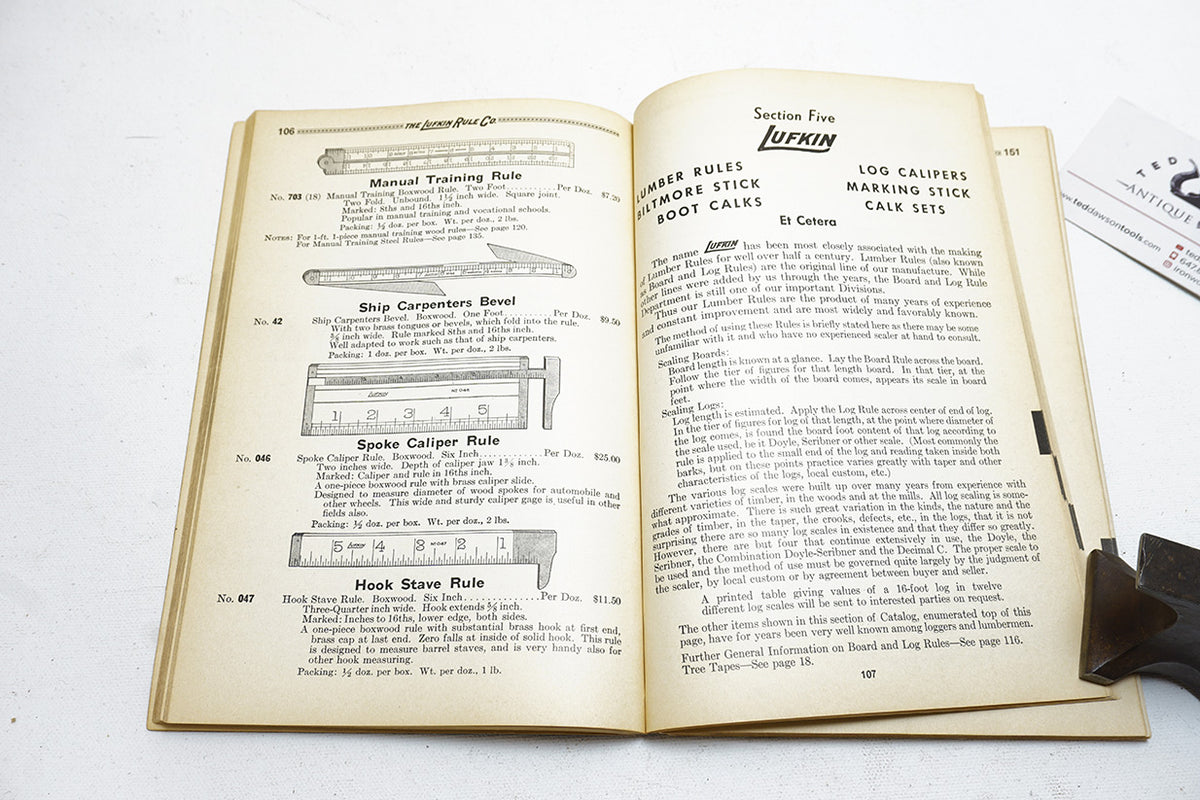 106 THE LUFKIN RULE CO.
Manual Training Rule
No. 703 (18) Manual Training Boxwood Rule. Two Foot..........Per Doz. $7.20
Two Fold. Unbound. 1½ inch wide. Square joint.
Marked: 8ths and 16ths inch.
Popular in manual training and vocational schools.
Packing: ½ doz. per box. Wt. per doz., 2 lbs.
NOTES: For 1-ft. 1-piece manual training wood rules—See page 120.
For Manual Training Steel Rules—See page 135.
Ship Carpenters Bevel
No. 42 Ship Carpenters Bevel. Boxwood. One Foot..........Per Doz. $9.50
With two brass tongues or bevels, which fold into the rule.
inch wide. Rule marked 8ths and 16ths inch.
Well adapted to work such as that of ship carpenters.
Packing: 1 doz. per box. Wt. per doz., 2 lbs.
LUFKIN No 046
1 2 3 4 5
Spoke Caliper Rule
No. 046 Spoke Caliper Rule. Boxwood. Six Inch..........Per Doz. $25.00
Two inches wide. Depth of caliper jaw inch.
Marked: Caliper and rule in 16ths inch.
A one-piece boxwood rule with brass caliper slide.
Designed to measure diameter of wood spokes for automobile and
other wheels. This wide and sturdy caliper gage is useful in other
fields also.
Packing: ½ doz. per box. Wt. per doz., 2 lbs.
5 LUFKIN 4 3 No 047 2 1
Hook Stave Rule
No. 047 Hook Stave Rule. Boxwood. Six Inch..........Per Doz. $11.50
Three-Quarter inch wide. Hook extends inch.
Marked: Inches to 16ths, lower edge, both sides.
A one-piece boxwood rule with substantial brass hook at first end,
brass cap at last end. Zero falls at inside of solid hook. This rule
is designed to measure barrel staves, and is very handy also for
other hook measuring.
Packing: ½ doz. per box. Wt. per doz., 1 lb.
Section Five
LUFKIN
LUMBER RULES
BILTMORE STICK
BOOT CALKS
LOG CALIPERS
MARKING STICK
CALK SETS
Et Cetera
The name LUFKIN has been most closely associated with the making
of Lumber Rules for well over half a century. Lumber Rules (also known
as Board and Log Rules) are the original line of our manufacture. While
other lines were added by us through the years, the Board and Log Rule
Department is still one of our important Divisions.
Thus our Lumber Rules are the product of many years of experience
and constant improvement and are most widely and favorably known.
The method of using these Rules is briefly stated here as there may be some
unfamiliar with it and who have no experienced scaler at hand to consult.
Scaling Boards:
Board length is known at a glance. Lay the Board Rule across the board.
Follow the tier of figures for that length board. In that tier, at the
point where the width of the board comes, appears its scale in board
feet.
Scaling Logs:
Log length is estimated. Apply the Log Rule across center of end of log.
In the tier of figures for log of that length, at the point where diameter of
the log comes, is found the board foot content of that log according to
the scale used, be it Doyle, Scribner or other scale. (Most commonly the
rule is applied to the small end of the log and reading taken inside both
barks, but on these points practice varies greatly with taper and other
characteristics of the logs, local custom, etc.)
The various log scales were built up over many years from experience with
different varieties of timber, in the woods and at the mills. All log scaling is some-
what approximate. There is such great variation in the kinds, the nature and the
grades of timber, in the taper, the crooks, defects, etc., in the logs, that it is not
surprising there are so many log scales in existence and that they differ so greatly.
However, there are but four that continue extensively in use, the Doyle, the
Scribner, the Combination Doyle-Scribner and the Decimal C. The proper scale to
be used and the method of use must be governed quite largely by the judgment of
the scaler, by local custom or by agreement between buyer and seller.
A printed table giving values of a 16-foot log in twelve
different log scales will be sent to interested parties on request.
The other items shown in this section of Catalog, enumerated top of this
page, have for years been very well known among loggers and lumbermen.
Further General Information on Board and Log Rules—See page 116.
Tree Tapes—See page 18.
107
151
TED
ANTIQUE
www.teddawsontools.com
ted
647
ironwo